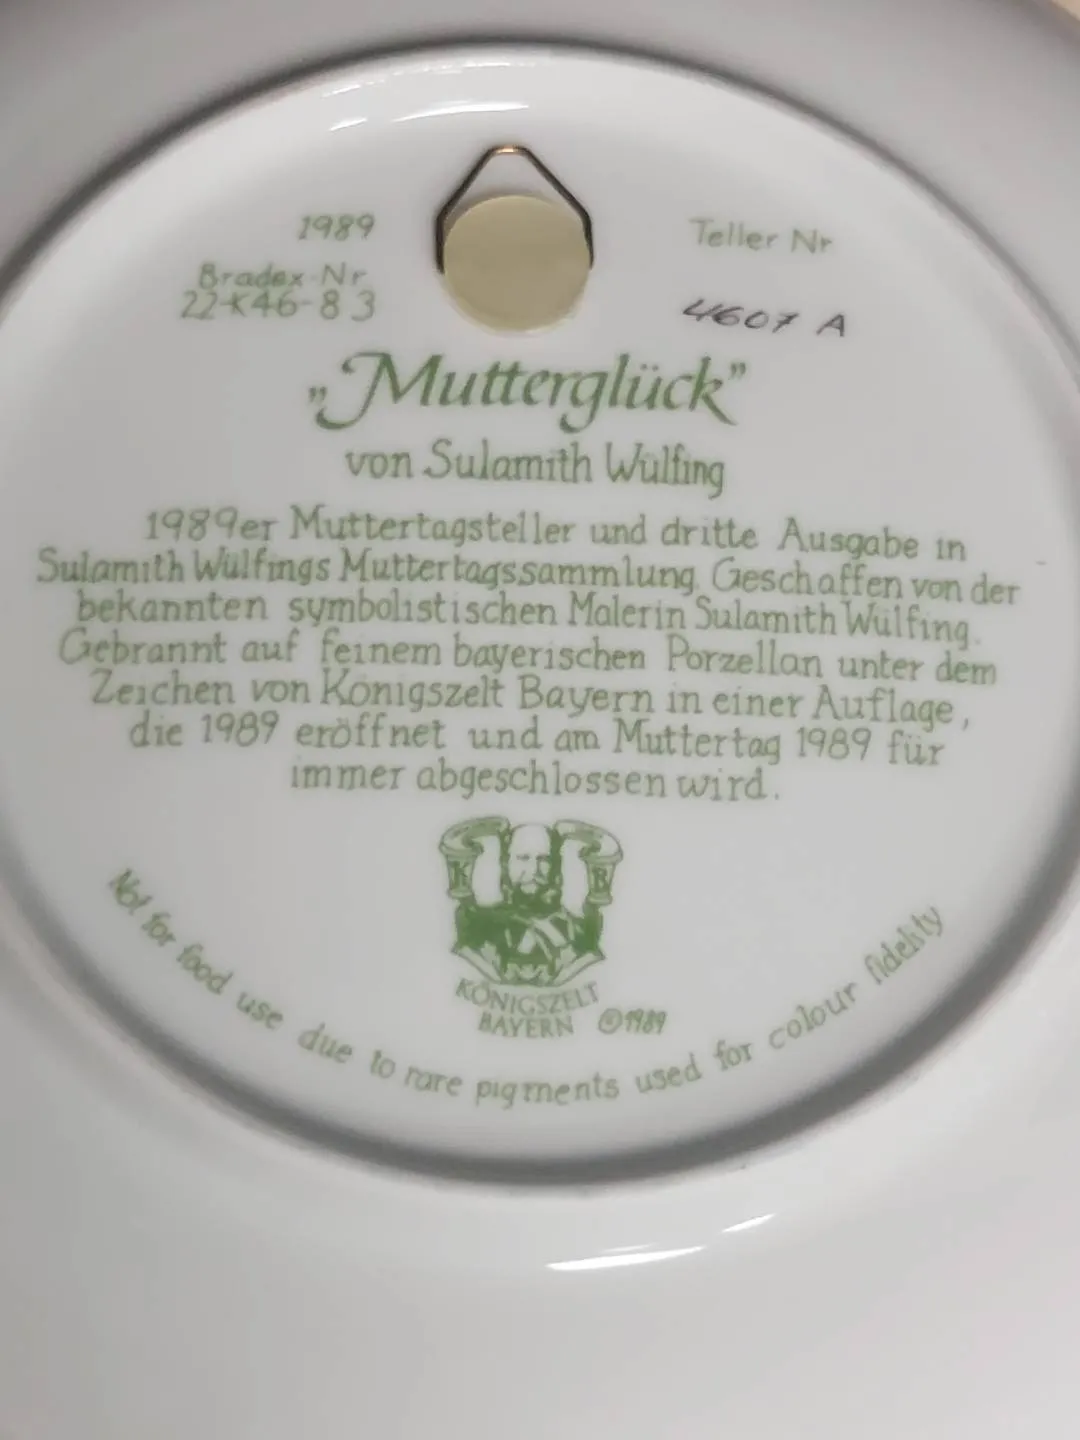 1989
Bradex-Nr
22-K46-8 3
Teller Nr
4607 A
„Mutterglück”
von Sulamith Wülfing
1989er Muttertagsteller und dritte Ausgabe in
Sulamith Wülfings Muttertagssammlung. Geschaffen von der
bekannten symbolistischen Malerin Sulamith Wülfing.
Gebrannt auf feinem bayerischen Porzellan unter dem
Zeichen von Königszelt Bayern in einer Auflage,
die 1989 eröffnet und am Muttertag 1989 für
immer abgeschlossen wird.
K B
KÖNIGSZELT
BAYERN ©1989
Not for food use due to rare pigments used for colour fidelity